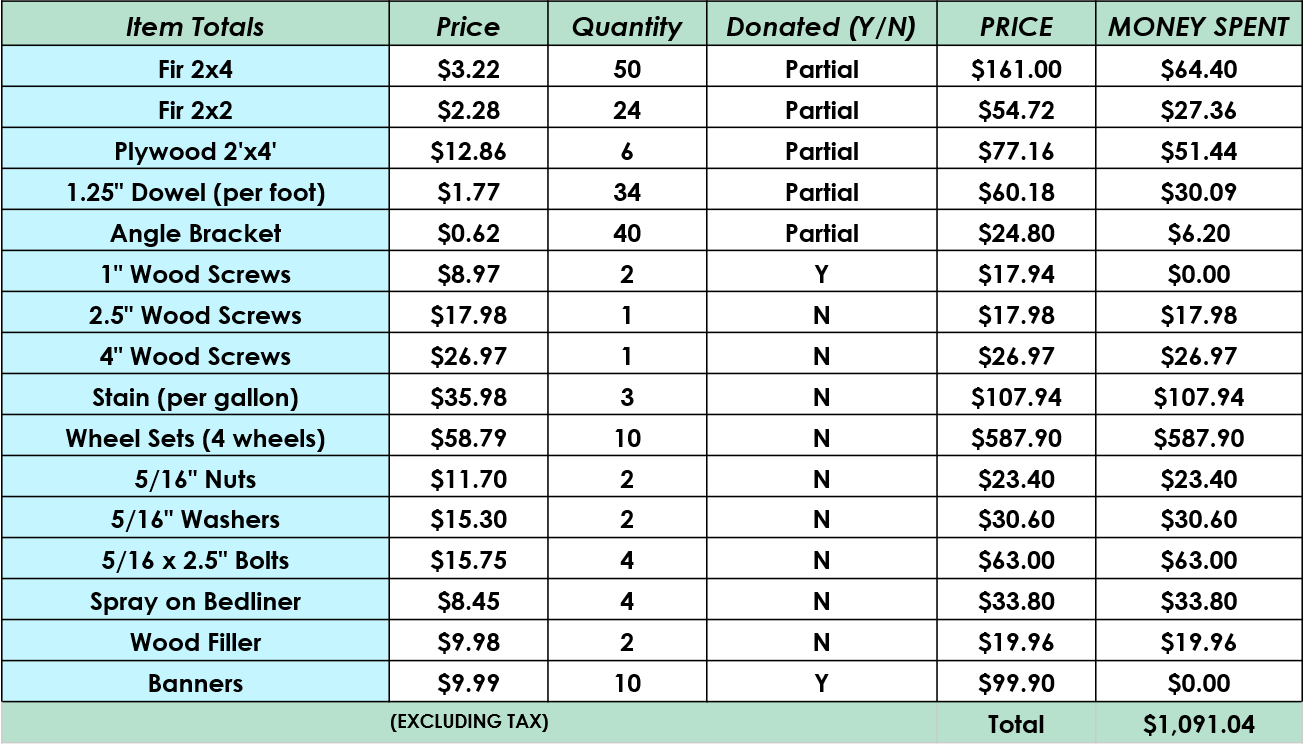 Item Totals Price Quantity Donated (Y/N) PRICE MONEY SPENT
Fir 2x4 $3.22 50 Partial $161.00 $64.40
Fir 2x2 $2.28 24 Partial $54.72 $27.36
Plywood 2'x4' $12.86 6 Partial $77.16 $51.44
1.25" Dowel (per foot) $1.77 34 Partial $60.18 $30.09
Angle Bracket $0.62 40 Partial $24.80 $6.20
1" Wood Screws $8.97 2 Y $17.94 $0.00
2.5" Wood Screws $17.98 1 N $17.98 $17.98
4" Wood Screws $26.97 1 N $26.97 $26.97
Stain (per gallon) $35.98 3 N $107.94 $107.94
Wheel Sets (4 wheels) $58.79 10 N $587.90 $587.90
5/16" Nuts $11.70 2 N $23.40 $23.40
5/16" Washers $15.30 2 N $30.60 $30.60
5/16 x 2.5" Bolts $15.75 4 N $63.00 $63.00
Spray on Bedliner $8.45 4 N $33.80 $33.80
Wood Filler $9.98 2 N $19.96 $19.96
Banners $9.99 10 Y $99.90 $0.00
(EXCLUDING TAX) Total $1,091.04